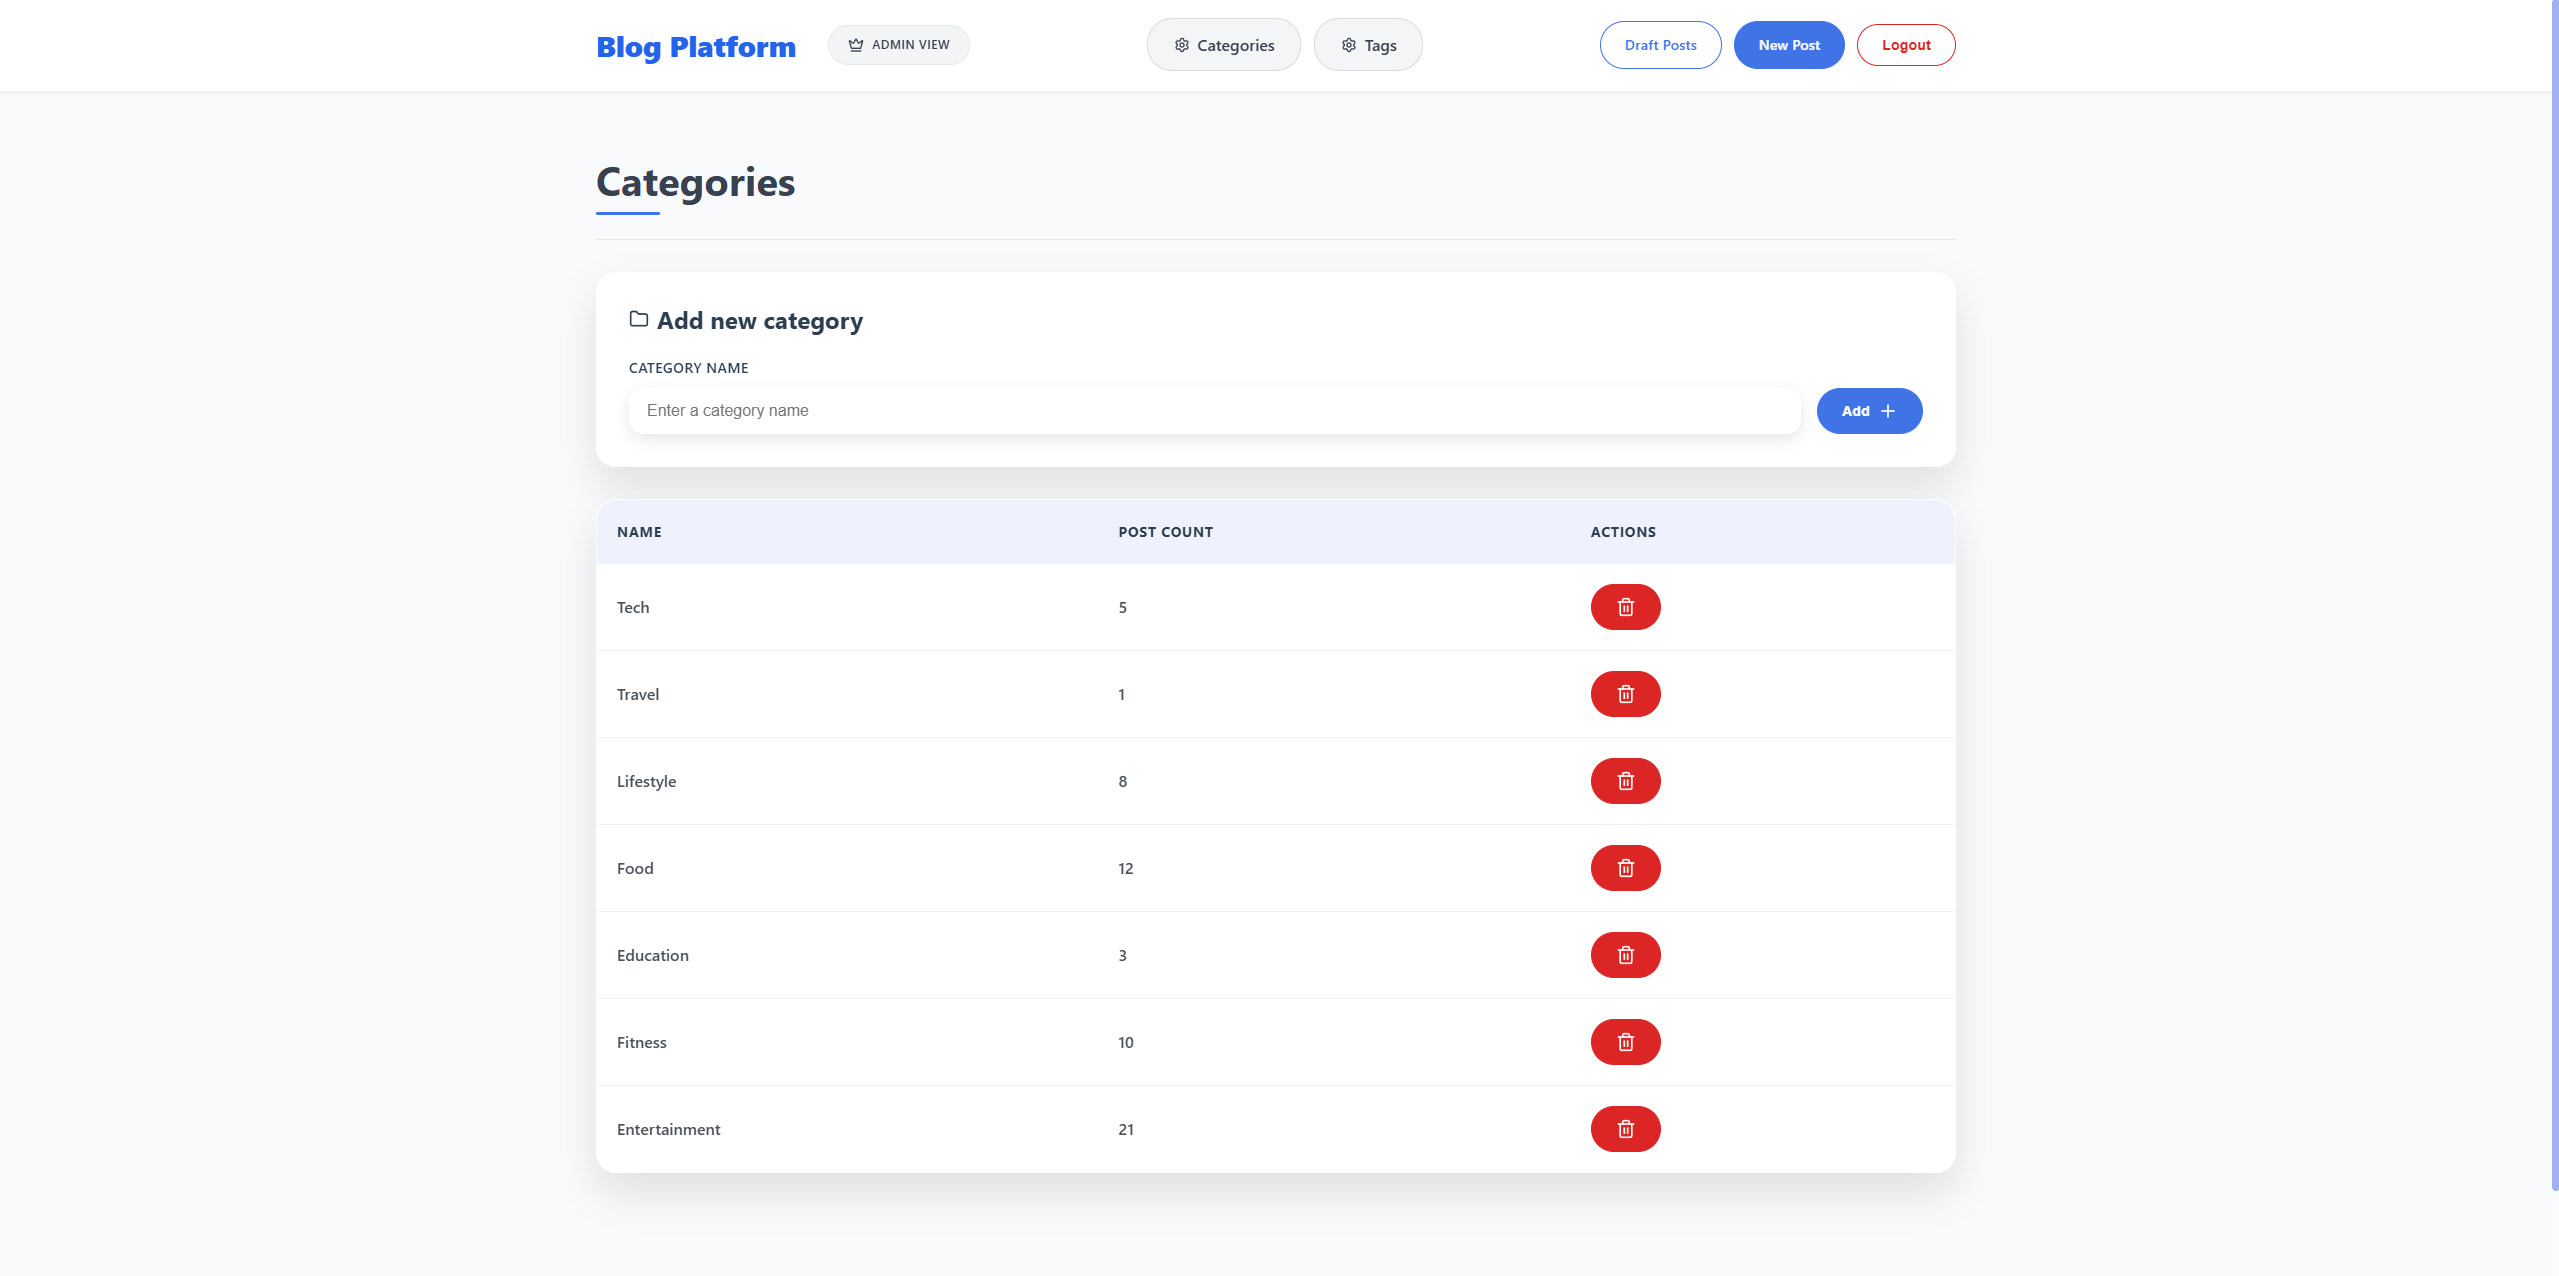 Blog Platform
ADMIN VIEW
Categories
Tags
Draft Posts
New Post
Logout
Categories
Add new category
CATEGORY NAME
Enter a category name
Add
NAME POST COUNT ACTIONS
Tech 5
Travel 1
Lifestyle 8
Food 12
Education 3
Fitness 10
Entertainment 21